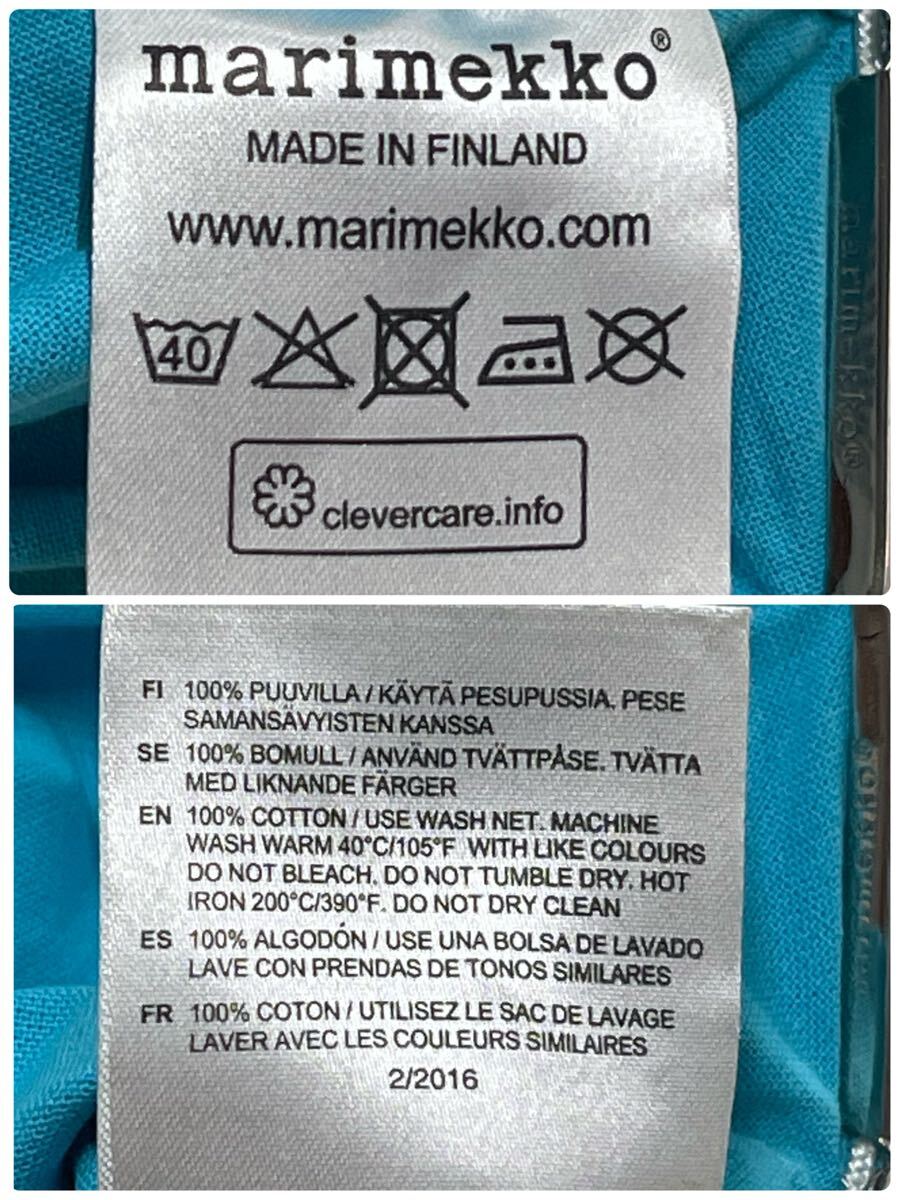 marimekko®
MADE IN FINLAND
www.marimekko.com
40
clevercare.info
marimekko®
FI 100% PUUVILLA / KÄYTÄ PESUPUSSIA. PESE
SAMANSÄVYISTEN KANSSA
SE 100% BOMULL / ANVÄND TVÄTTPÅSE. TVÄTTA
MED LIKNANDE FÄRGER
EN 100% COTTON / USE WASH NET. MACHINE
WASH WARM 40°C/105°F WITH LIKE COLOURS
DO NOT BLEACH. DO NOT TUMBLE DRY. HOT
IRON 200°C/390°F. DO NOT DRY CLEAN
ES 100% ALGODÓN / USE UNA BOLSA DE LAVADO
LAVE CON PRENDAS DE TONOS SIMILARES
FR 100% COTON / UTILISEZ LE SAC DE LAVAGE
LAVER AVEC LES COULEURS SIMILAIRES
2/2016